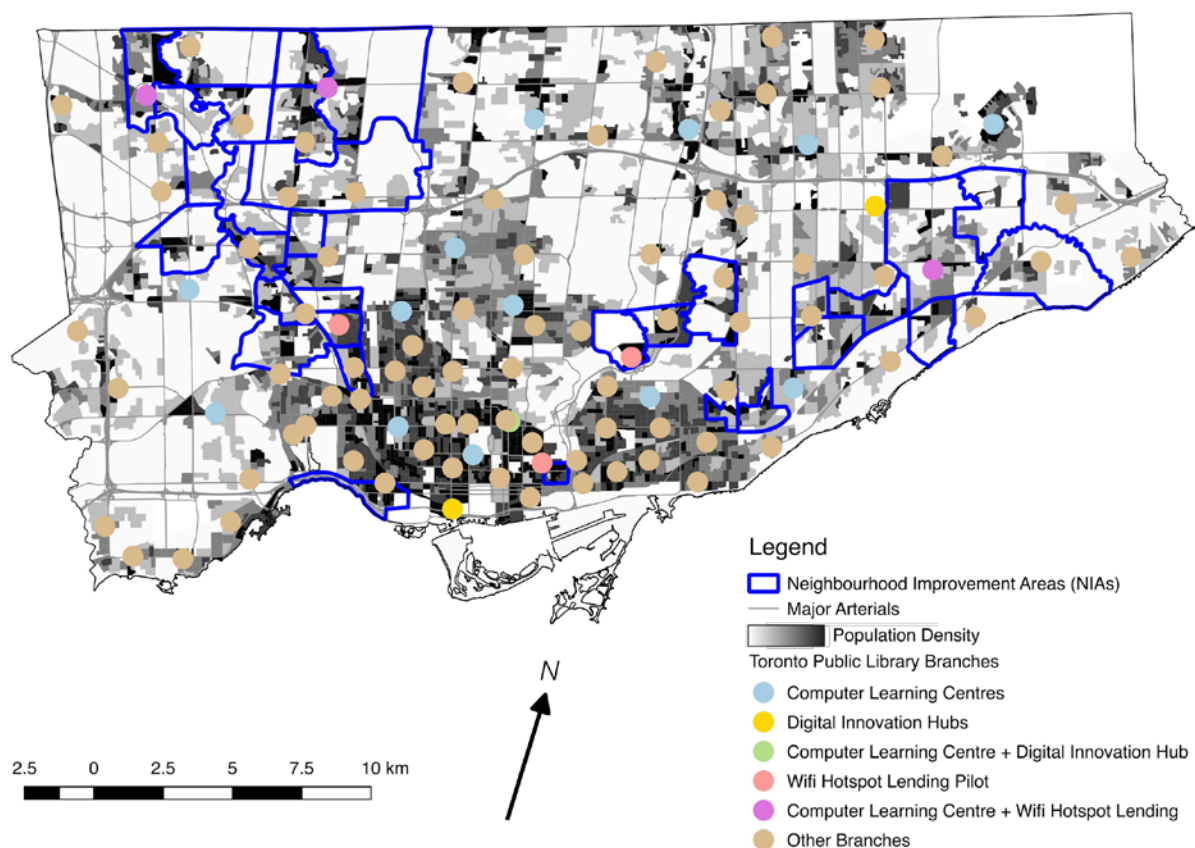 N
2.5 0 2.5 5 7.5 10 km
Legend
Neighbourhood Improvement Areas (NIAs)
Major Arterials
Population Density
Toronto Public Library Branches
Computer Learning Centres
Digital Innovation Hubs
Computer Learning Centre + Digital Innovation Hub
Wifi Hotspot Lending Pilot
Computer Learning Centre + Wifi Hotspot Lending
Other Branches